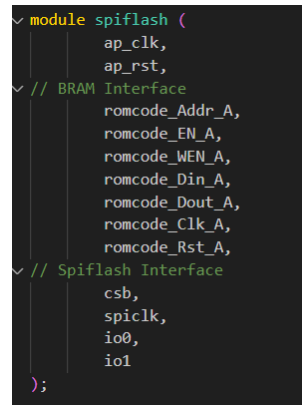 module spiflash (
ap_clk,
ap_rst,
// BRAM Interface
romcode_Addr_A,
romcode_EN_A,
romcode_WEN_A,
romcode_Din_A,
romcode_Dout_A,
romcode_Clk_A,
romcode_Rst_A,
// Spiflash Interface
csb,
spiclk,
io0,
io1
);